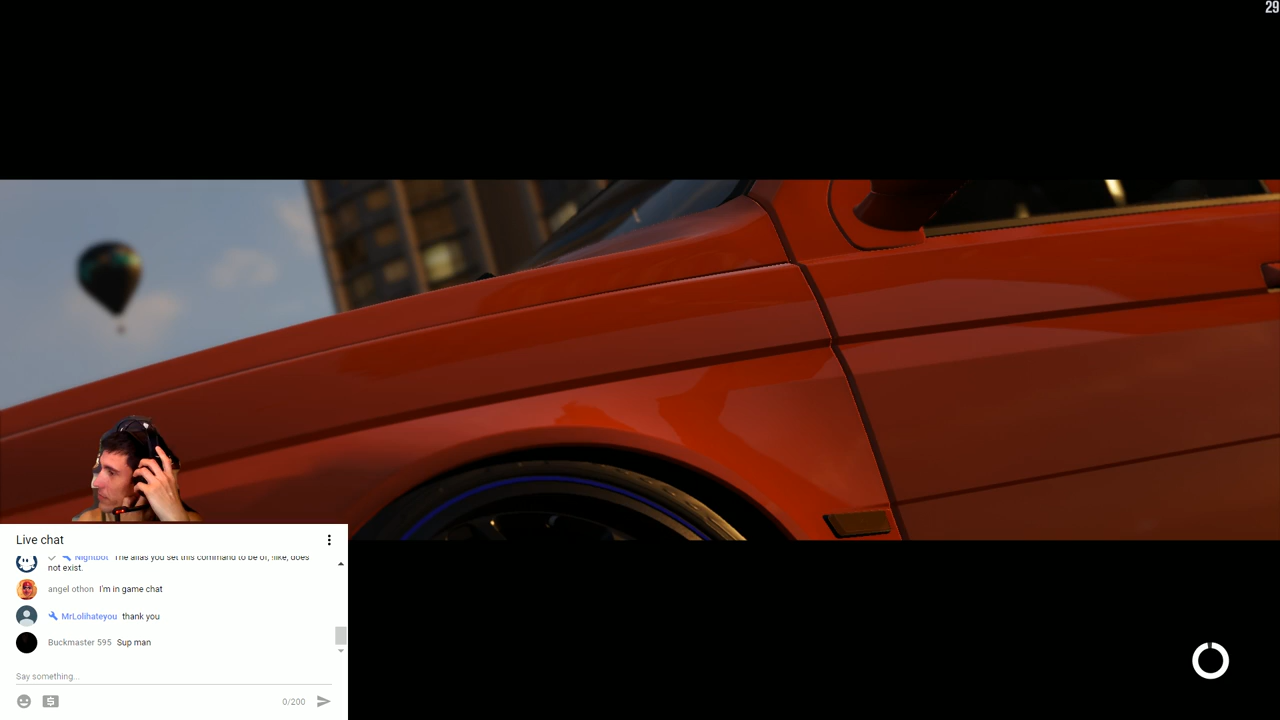 29
Live chat
Nightbot The alias you set this command to be of, !like, does
not exist.
angel othon I'm in game chat
MrLolihateyou thank you
Buckmaster 595 Sup man
Say something...
0/200